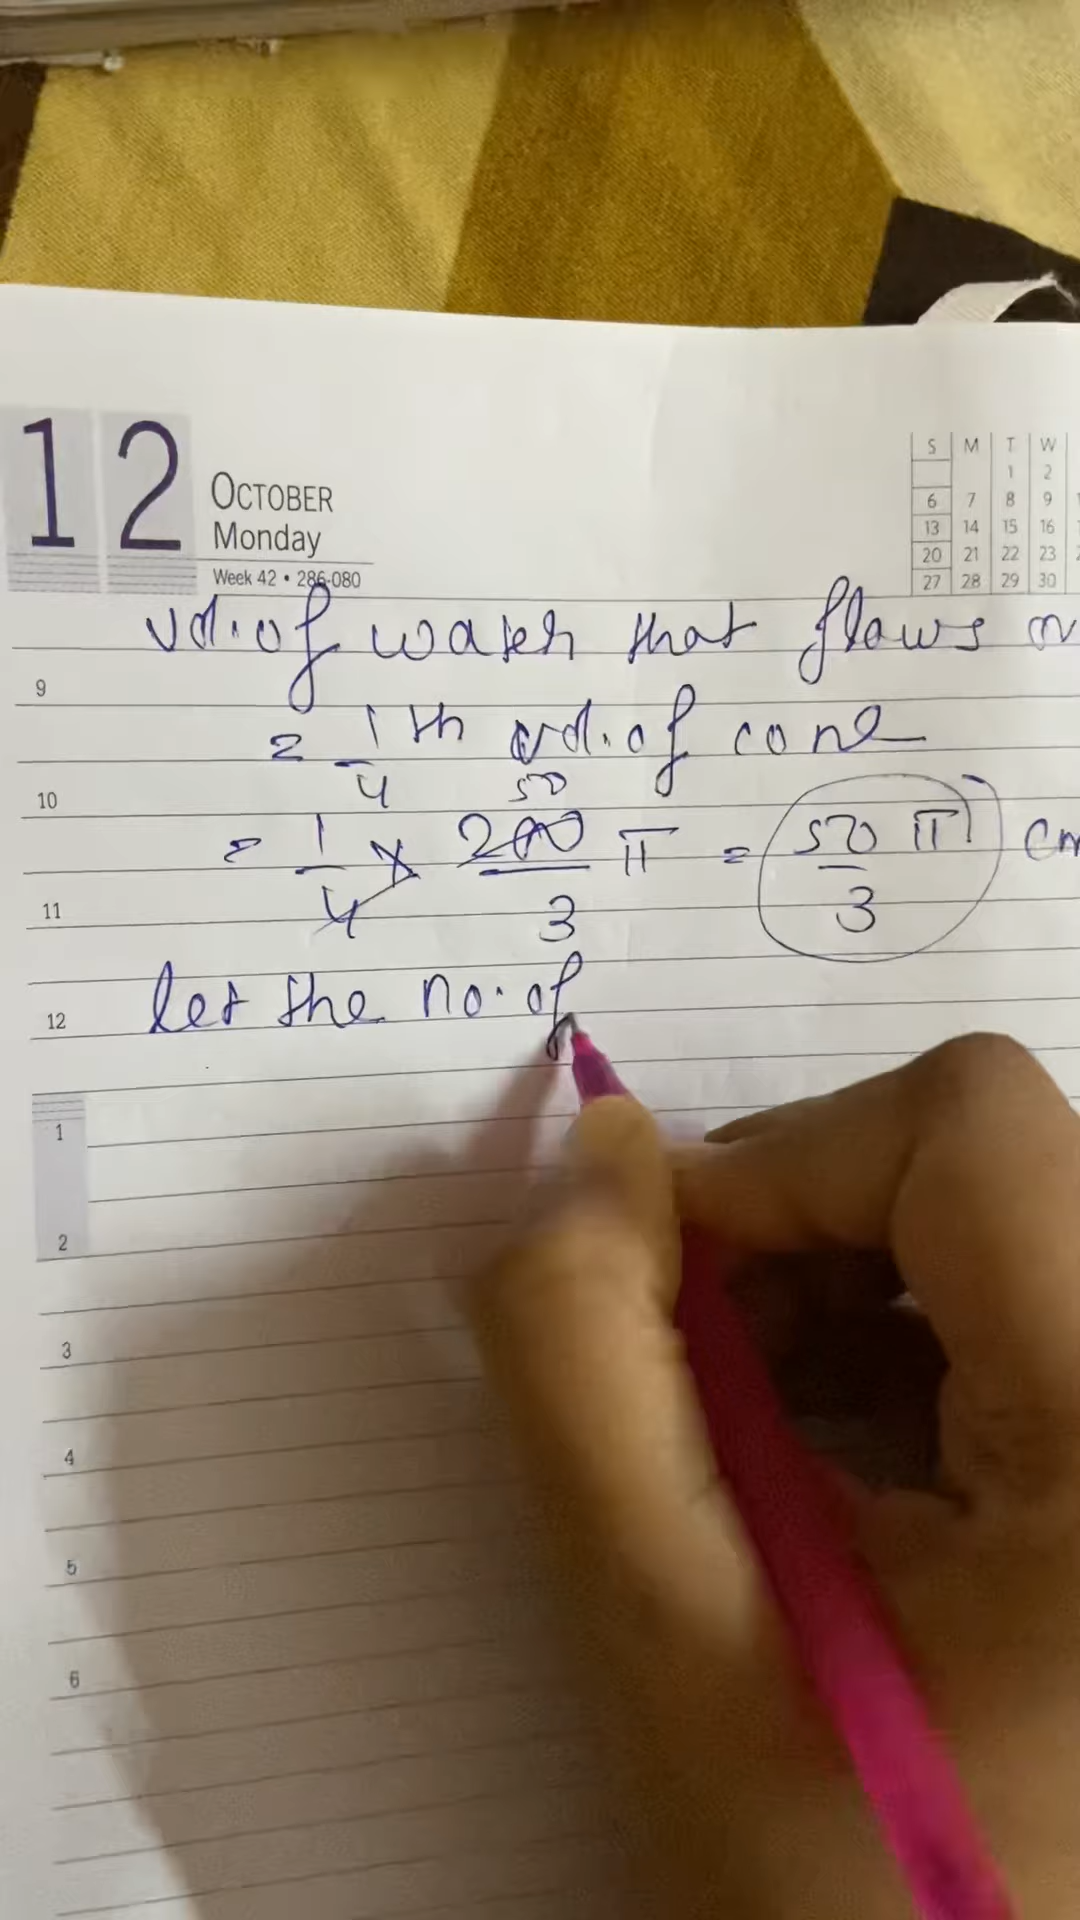 12
OCTOBER
Monday
Week 42 • 286-080
S M T W
1 2
6 7 8 9
13 14 15 16
20 21 22 23
27 28 29 30
vol. of water that flows
9
= 1/4 th vol. of cone
10
50
= 1/4 × 200/3 π = 50π/3 cm
11
let the no. of
12
1
2
3
4
5
6